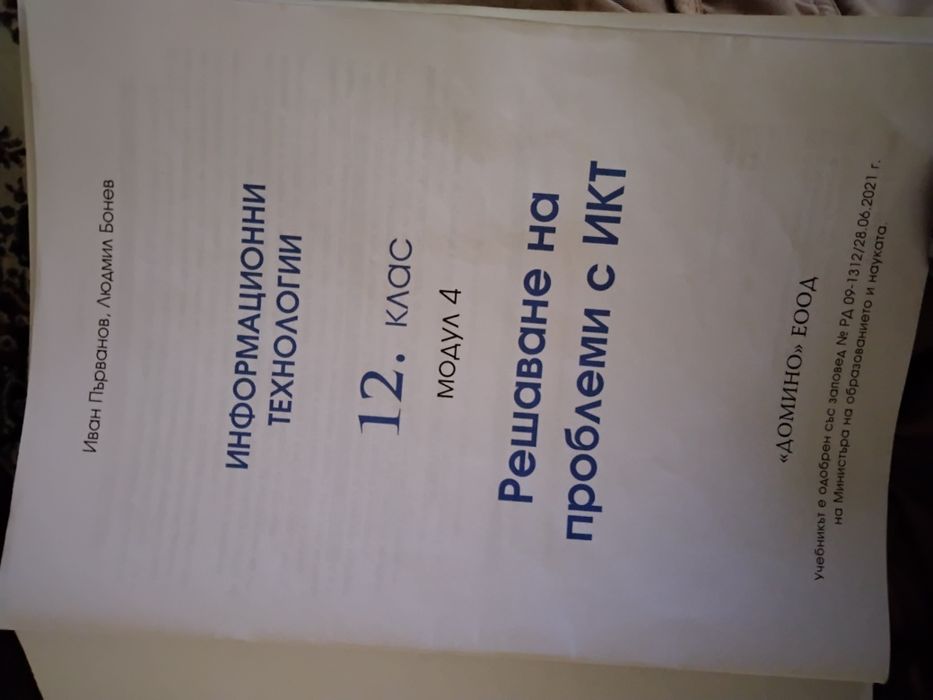 Иван Първанов, Людмил Бонев
ИНФОРМАЦИОННИ
ТЕХНОЛОГИИ
12. клас
МОДУЛ 4
Решаване на
проблеми с ИКТ
«ДОМИНО» ЕООД
Учебникът е одобрен със заповед № РД 09-1312/28.06.2021 г.
на Министъра на образованието и науката.